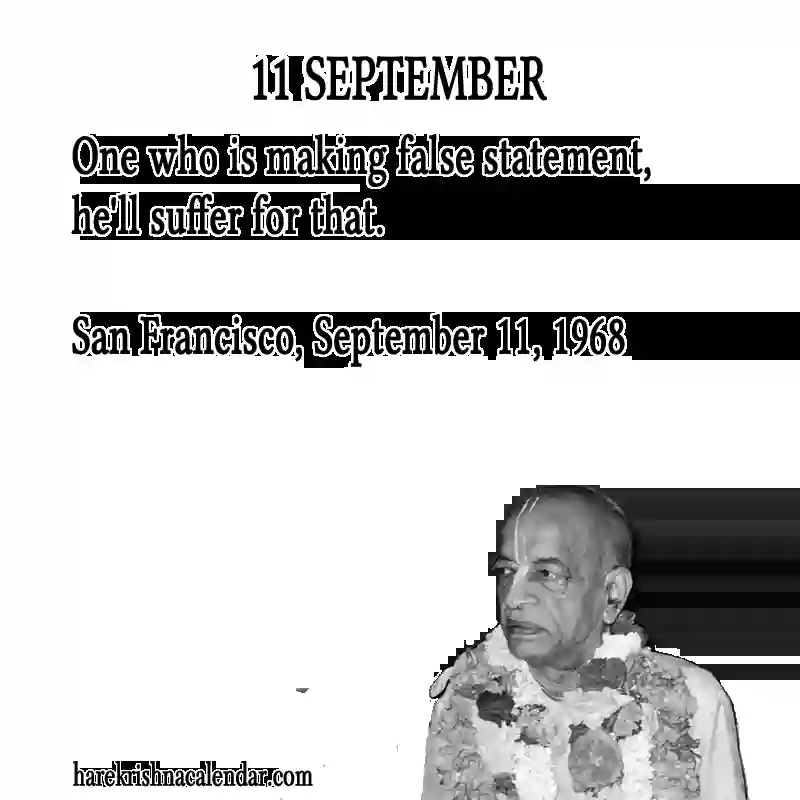 11 SEPTEMBER
One who is making false statement,
he'll suffer for that.
San Francisco, September 11, 1968
harekrishnacalendar.com